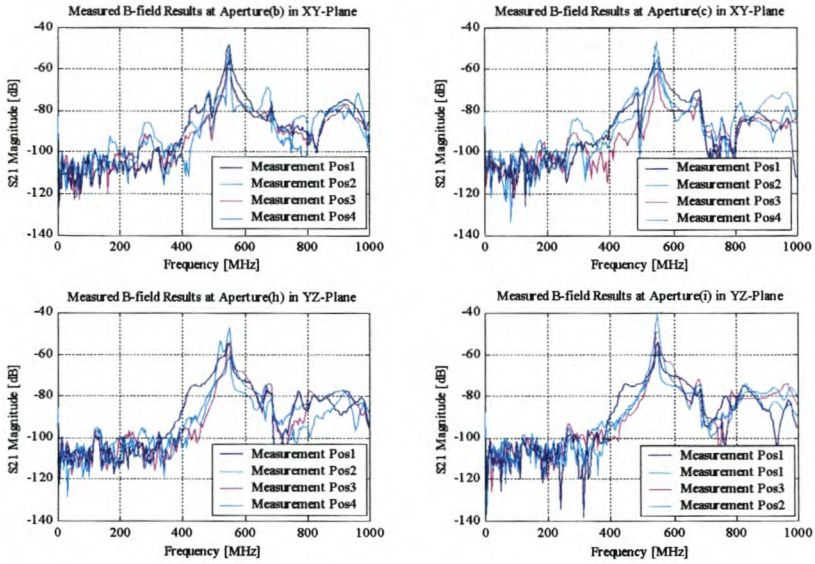 Measured B-field Results at Aperture(b) in XY-Plane
-40
-60
-80
-100
-120
-140
S21 Magnitude [dB]
Measurement Pos1
Measurement Pos2
Measurement Pos3
Measurement Pos4
0 200 400 600 800 1000
Frequency [MHz]
Measured B-field Results at Aperture(c) in XY-Plane
-40
-60
-80
-100
-120
-140
S21 Magnitude [dB]
Measurement Pos1
Measurement Pos2
Measurement Pos3
Measurement Pos4
0 200 400 600 800 1000
Frequency [MHz]
Measured B-field Results at Aperture(h) in YZ-Plane
-40
-60
-80
-100
-120
-140
S21 Magnitude [dB]
Measurement Pos1
Measurement Pos2
Measurement Pos3
Measurement Pos4
0 200 400 600 800 1000
Frequency [MHz]
Measured B-field Results at Aperture(i) in YZ-Plane
-40
-60
-80
-100
-120
-140
S21 Magnitude [dB]
Measurement Pos1
Measurement Pos1
Measurement Pos3
Measurement Pos2
0 200 400 600 800 1000
Frequency [MHz]